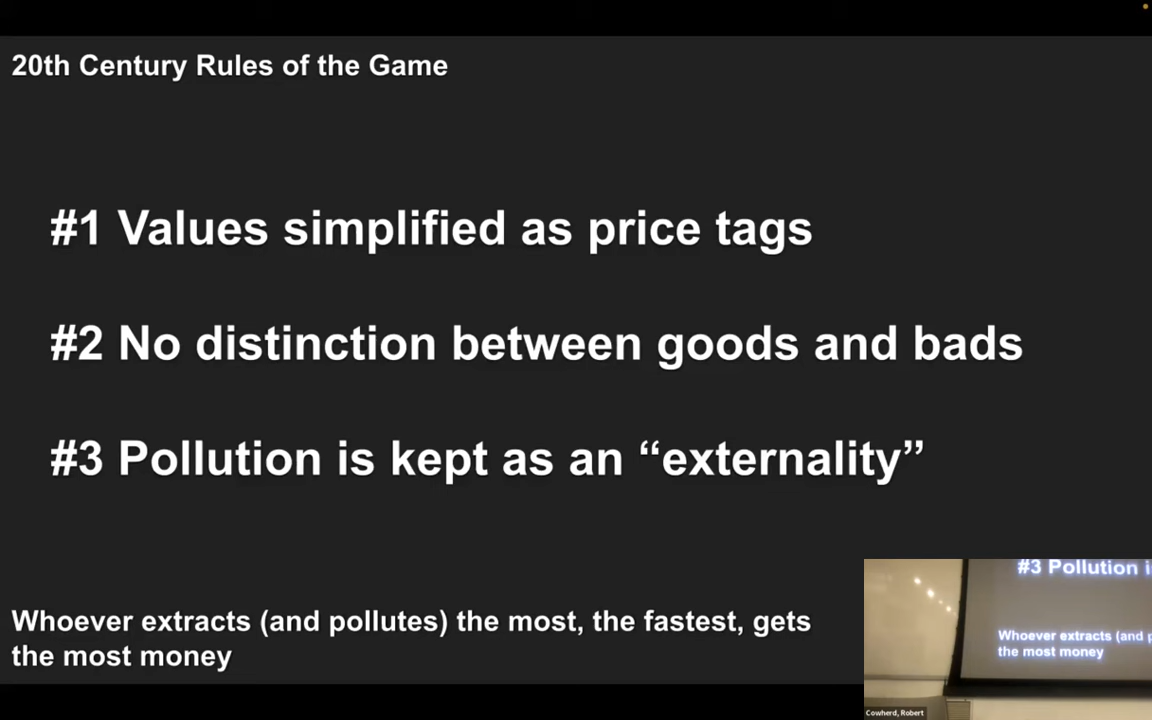 20th Century Rules of the Game
#1 Values simplified as price tags
#2 No distinction between goods and bads
#3 Pollution is kept as an “externality”
Whoever extracts (and pollutes) the most, the fastest, gets
the most money
#3 Pollution i
Whoever extracts (and p
the most money
Cowherd, Robert